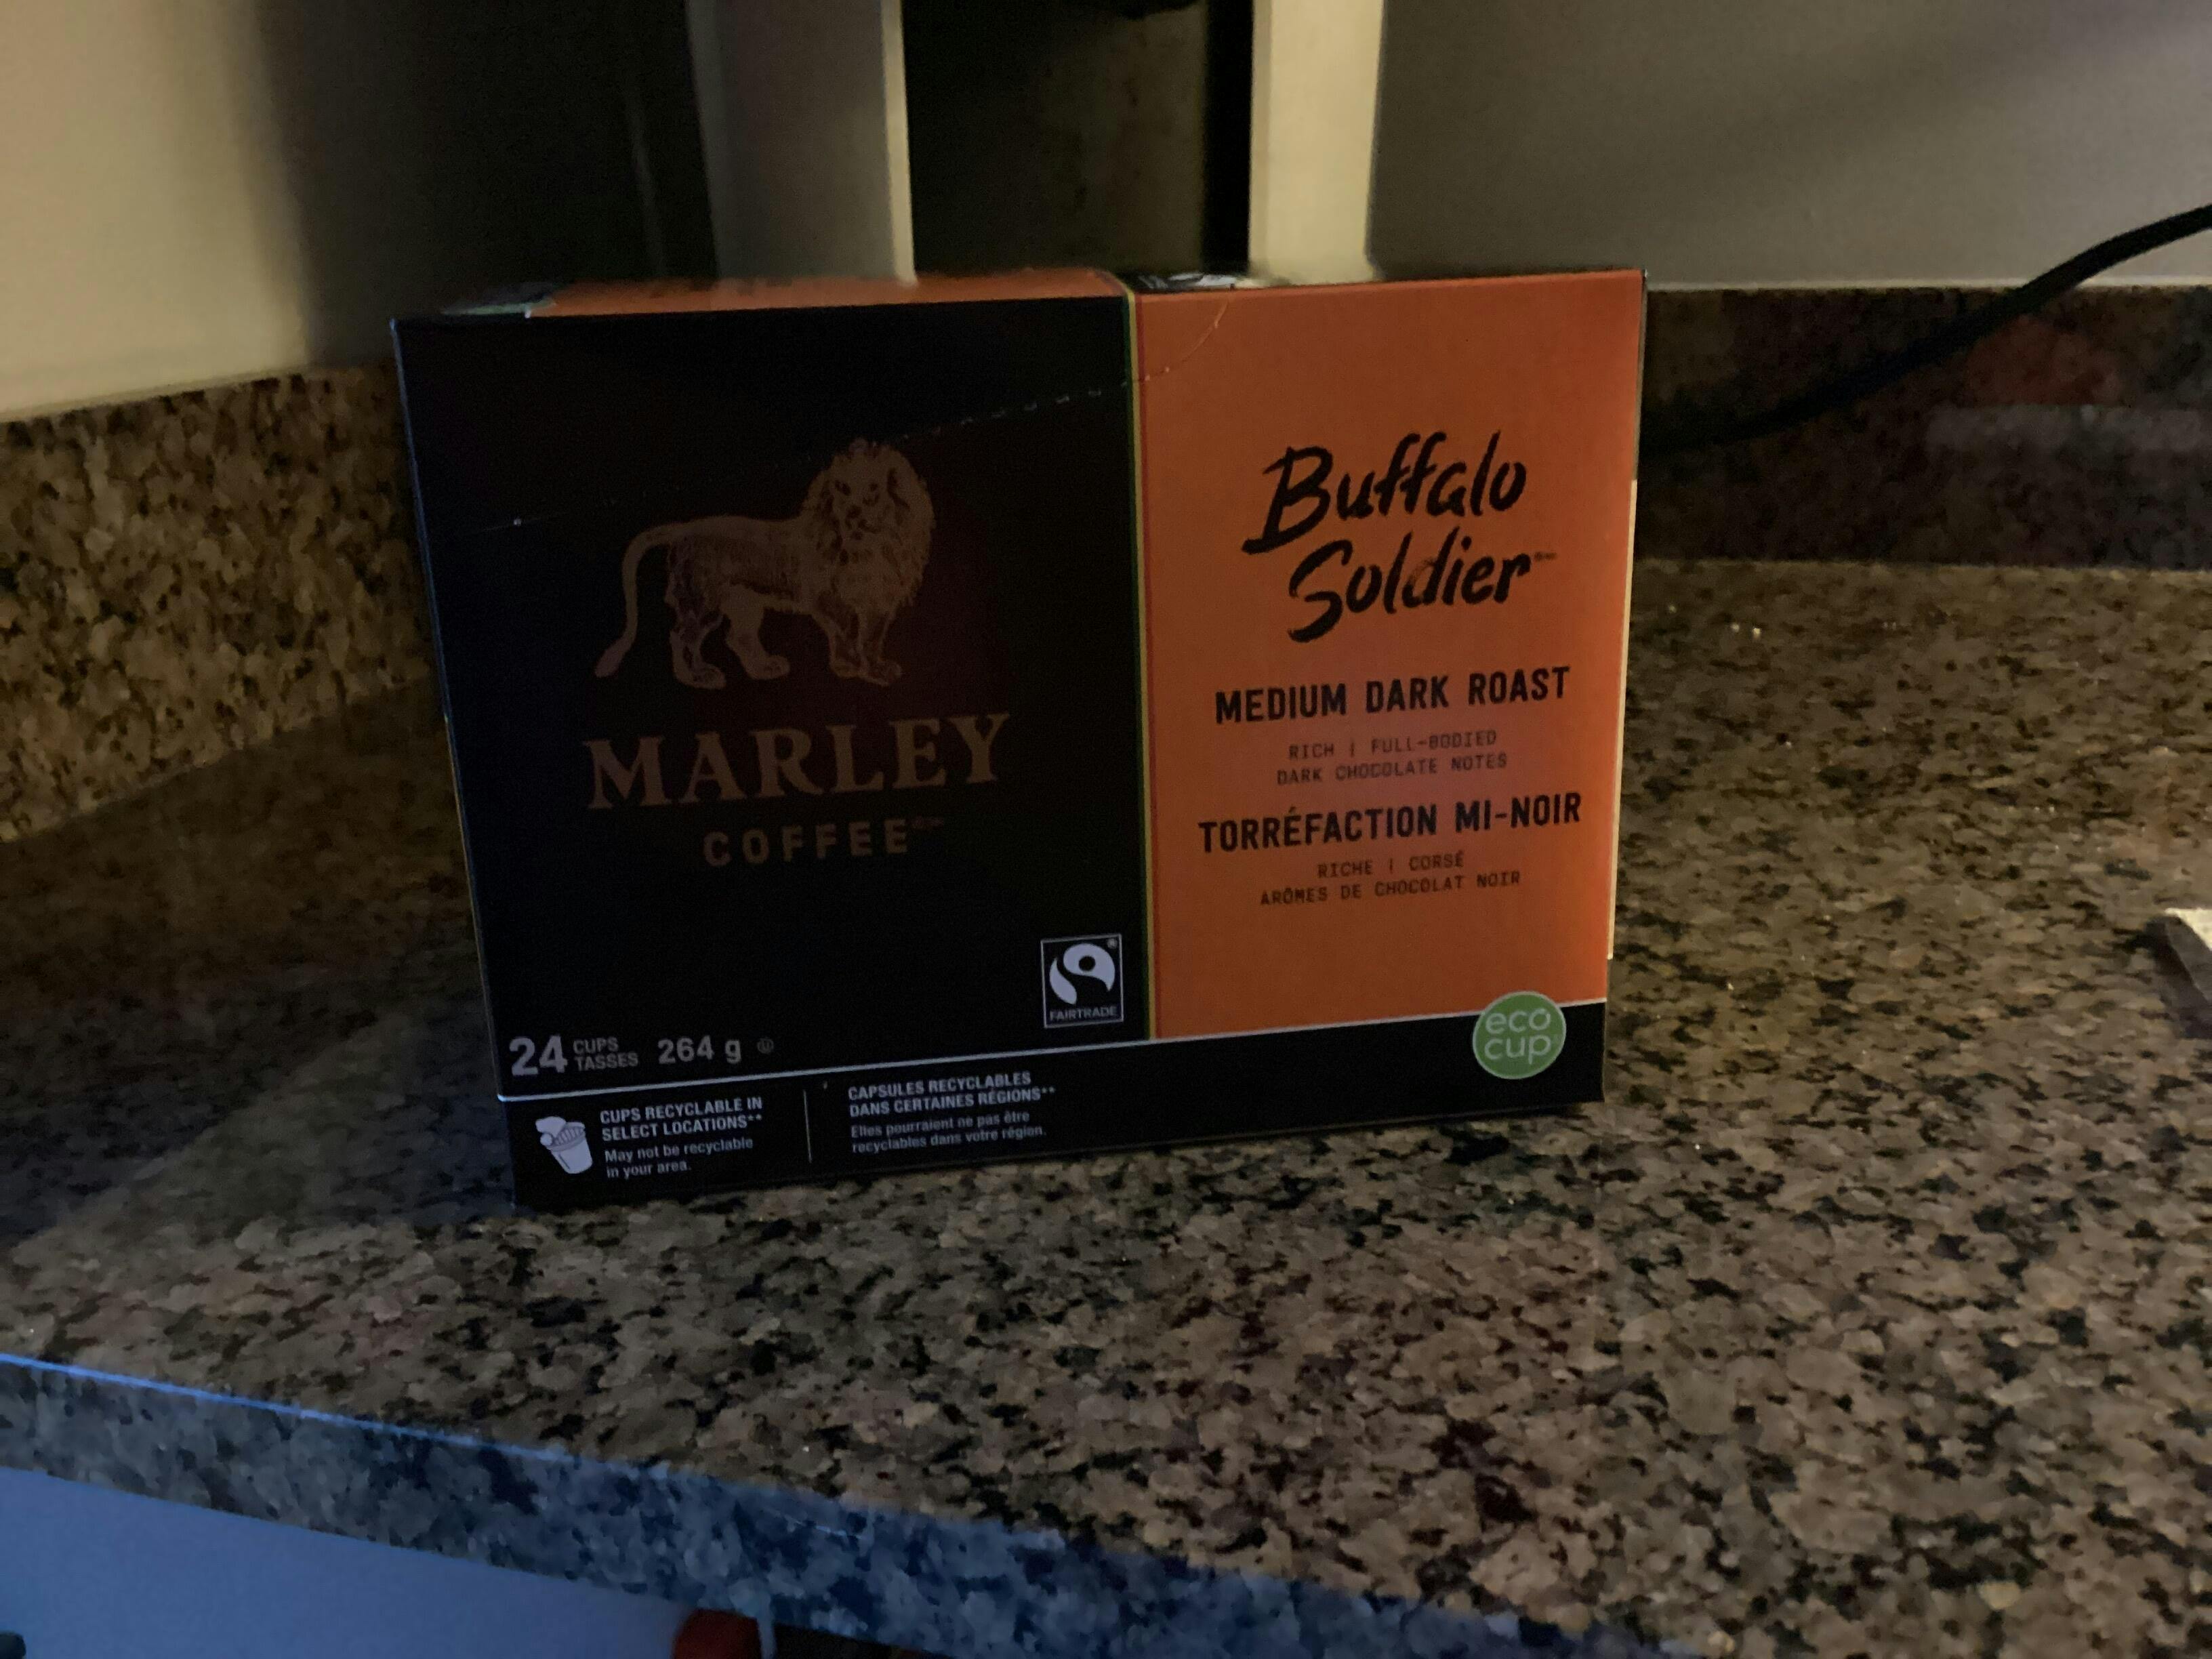 MARLEY
COFFEE
24 CUPS
TASSES
264 g
FAIRTRADE
CUPS RECYCLABLE IN
SELECT LOCATIONS**
May not be recyclable
in your area.
CAPSULES RECYCLABLES
DANS CERTAINES RÉGIONS**
Elles pourraient ne pas être
recyclables dans votre région.
Buffalo
Soldier
MEDIUM DARK ROAST
RICH | FULL-BODIED
DARK CHOCOLATE NOTES
TORRÉFACTION MI-NOIR
RICHE | CORSÉ
ARÔMES DE CHOCOLAT NOIR
eco
cup